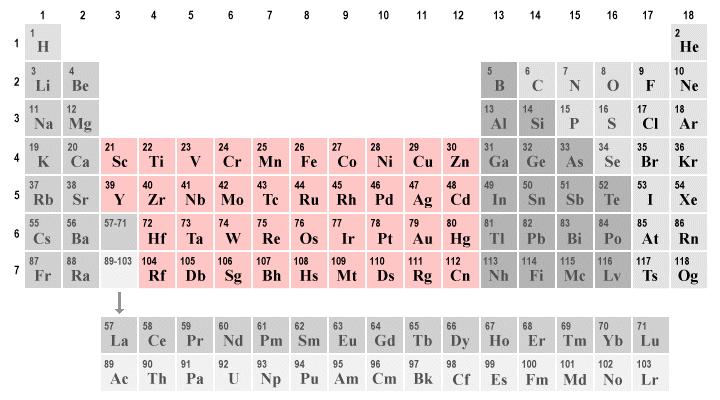 1 18
1 2
H 2 13 14 15 16 17 He
3 4 5 6 7 8 9 10
2 Li Be B C N O F Ne
11 12 13 14 15 16 17 18
3 Na Mg 3 4 5 6 7 8 9 10 11 12 Al Si P S Cl Ar
19 20 21 22 23 24 25 26 27 28 29 30 31 32 33 34 35 36
4 K Ca Sc Ti V Cr Mn Fe Co Ni Cu Zn Ga Ge As Se Br Kr
37 38 39 40 41 42 43 44 45 46 47 48 49 50 51 52 53 54
5 Rb Sr Y Zr Nb Mo Tc Ru Rh Pd Ag Cd In Sn Sb Te I Xe
55 56 57-71 72 73 74 75 76 77 78 79 80 81 82 83 84 85 86
6 Cs Ba Hf Ta W Re Os Ir Pt Au Hg Tl Pb Bi Po At Rn
87 88 89-103 104 105 106 107 108 109 110 111 112 113 114 115 116 117 118
7 Fr Ra Rf Db Sg Bh Hs Mt Ds Rg Cn Nh Fi Mc Lv Ts Og
57 58 59 60 61 62 63 64 65 66 67 68 69 70 71
La Ce Pr Nd Pm Sm Eu Gd Tb Dy Ho Er Tm Yb Lu
89 90 91 92 93 94 95 96 97 98 99 100 101 102 103
Ac Th Pa U Np Pu Am Cm Bk Cf Es Fm Md No Lr